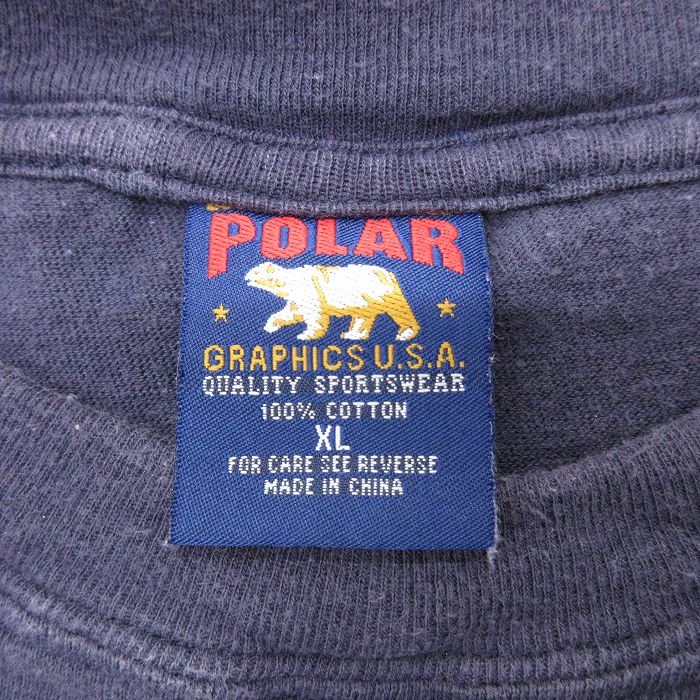 POLAR
GRAPHICS U.S.A.
QUALITY SPORTSWEAR
100% COTTON
XL
FOR CARE SEE REVERSE
MADE IN CHINA